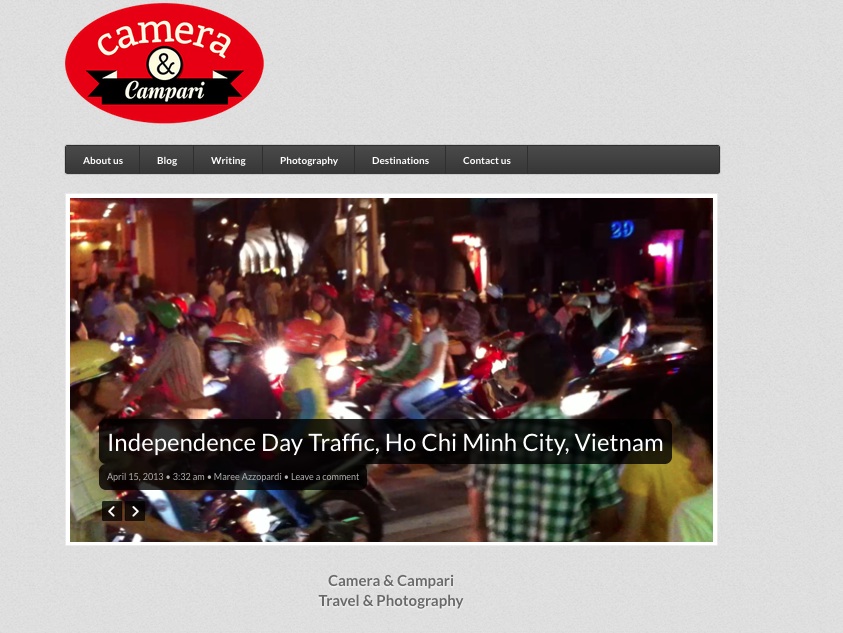 camera
&
Campari
About us Blog Writing Photography Destinations Contact us
29
Independence Day Traffic, Ho Chi Minh City, Vietnam
April 15, 2013 • 3:32 am • Maree Azzopardi • Leave a comment
Camera & Campari
Travel & Photography